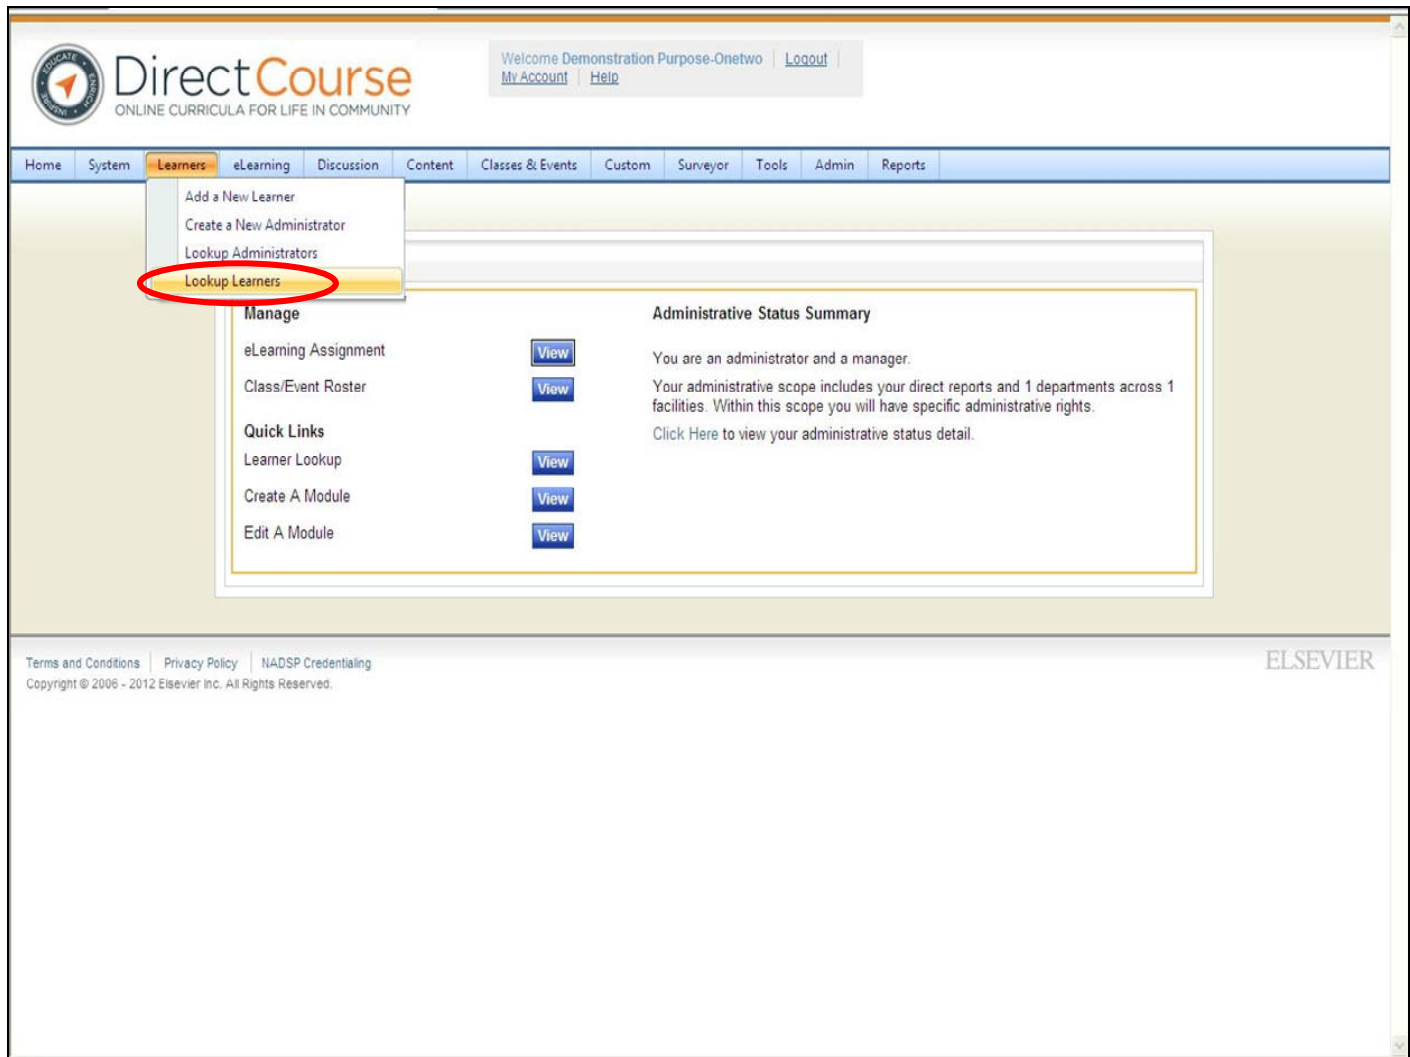 EDUCATE • ENRICH • INSPIRE •
DirectCourse
ONLINE CURRICULA FOR LIFE IN COMMUNITY
Welcome Demonstration Purpose-Onetwo Logout
My Account Help
Home System Learners eLearning Discussion Content Classes & Events Custom Surveyor Tools Admin Reports
Add a New Learner
Create a New Administrator
Lookup Administrators
Lookup Learners
Manage
eLearning Assignment View
Class/Event Roster View
Quick Links
Learner Lookup View
Create A Module View
Edit A Module View
Administrative Status Summary
You are an administrator and a manager.
Your administrative scope includes your direct reports and 1 departments across 1
facilities. Within this scope you will have specific administrative rights.
Click Here to view your administrative status detail.
Terms and Conditions Privacy Policy NADSP Credentialing
Copyright © 2006 - 2012 Elsevier Inc. All Rights Reserved.
ELSEVIER